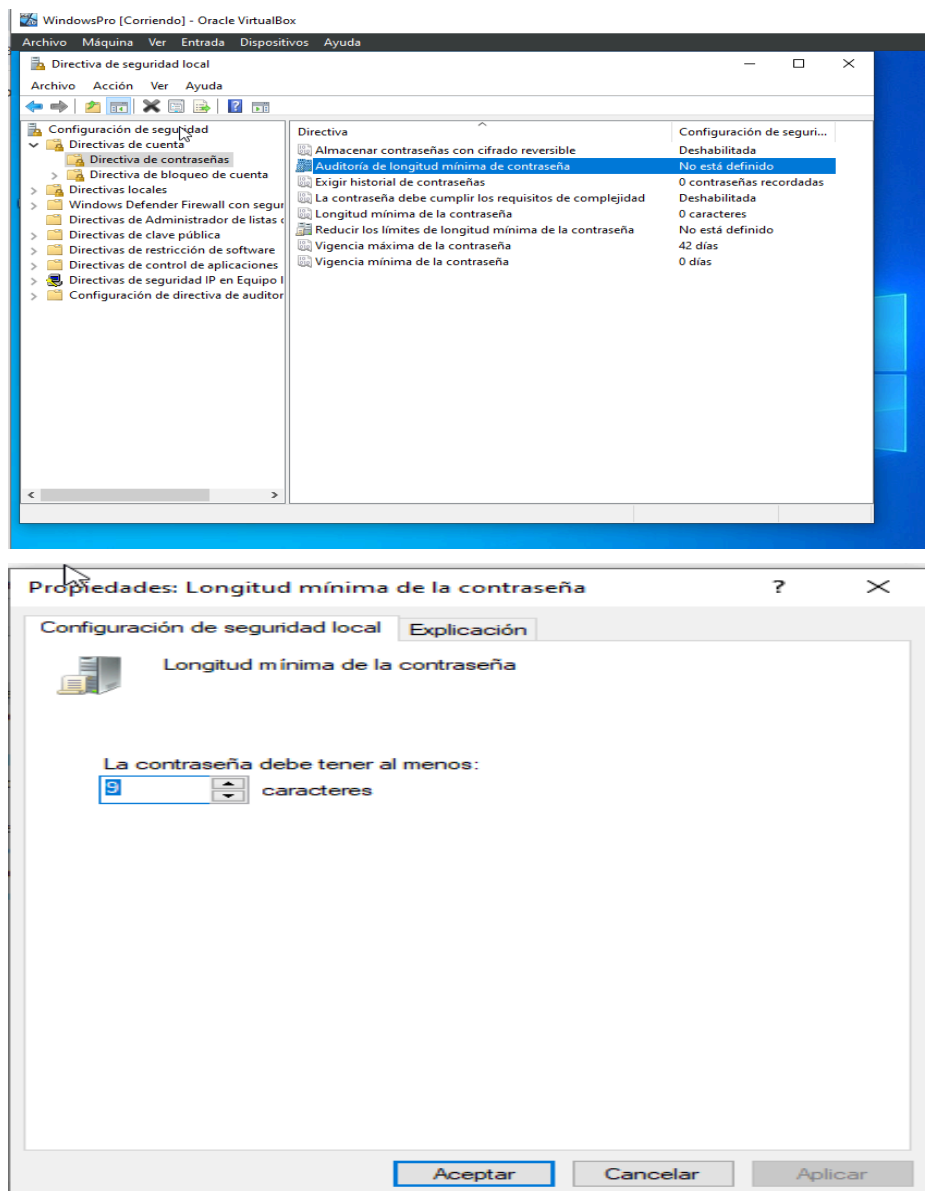 WindowsPro [Corriendo] - Oracle VirtualBox
Archivo Máquina Ver Entrada Dispositivos Ayuda
Directiva de seguridad local
Archivo Acción Ver Ayuda
Configuración de seguridad
Directivas de cuenta
Directiva de contraseñas
Directiva de bloqueo de cuenta
Directivas locales
Windows Defender Firewall con segur
Directivas de Administrador de listas
Directivas de clave pública
Directivas de restricción de software
Directivas de control de aplicaciones
Directivas de seguridad IP en Equipo l
Configuración de directiva de auditor
Directiva Configuración de seguri...
Almacenar contraseñas con cifrado reversible Deshabilitada
Auditoría de longitud mínima de contraseña No está definido
Exigir historial de contraseñas 0 contraseñas recordadas
La contraseña debe cumplir los requisitos de complejidad Deshabilitada
Longitud mínima de la contraseña 0 caracteres
Reducir los límites de longitud mínima de la contraseña No está definido
Vigencia máxima de la contraseña 42 días
Vigencia mínima de la contraseña 0 días
Propiedades: Longitud mínima de la contraseña ?
Configuración de seguridad local Explicación
Longitud mínima de la contraseña
La contraseña debe tener al menos:
9 caracteres
Aceptar Cancelar Aplicar